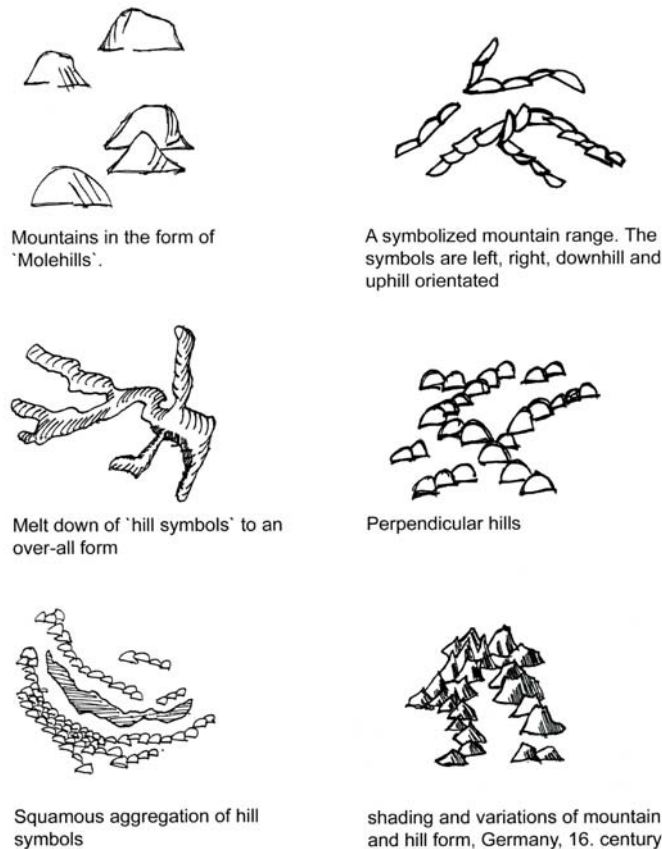 Mountains in the form of
`Molehills`.
A symbolized mountain range. The
symbols are left, right, downhill and
uphill orientated
Melt down of `hill symbols` to an
over-all form
Perpendicular hills
Squamous aggregation of hill
symbols
shading and variations of mountain
and hill form, Germany, 16. century